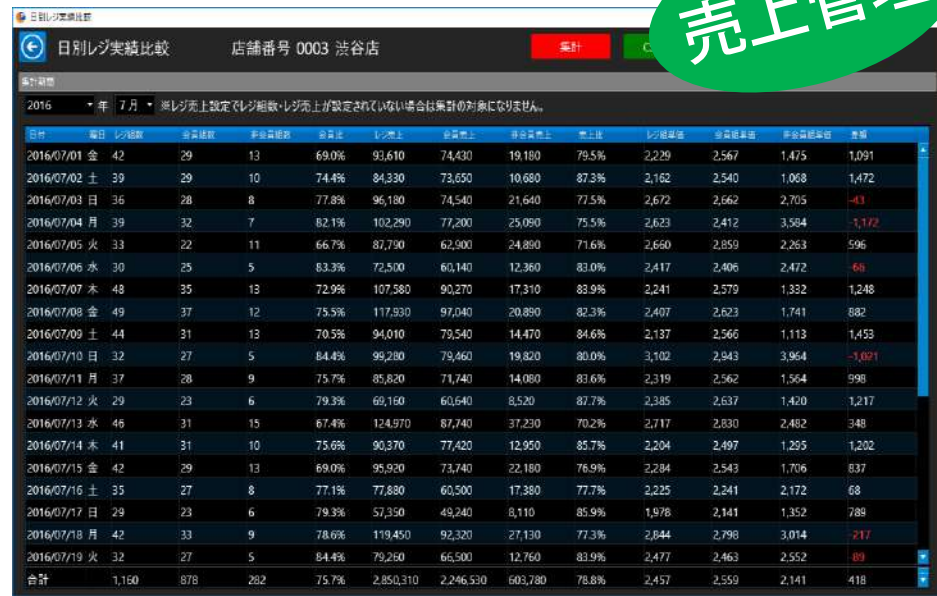 日別レジ実績比較
売上管理
日別レジ実績比較 店舗番号 0003 渋谷店 集計
集計期間
2016 年 7月 ※レジ売上設定でレジ組数・レジ売上が設定されていない場合は集計の対象になりません。
日付 曜日 レジ組数 会員組数 非会員組数 会員比 レジ売上 会員売上 非会員売上 売上比 レジ組単価 会員組単価 非会員組単価 差額
2016/07/01 金 42 29 13 69.0% 93,610 74,430 19,180 79.5% 2,229 2,567 1,475 1,091
2016/07/02 土 39 29 10 74.4% 84,330 73,650 10,680 87.3% 2,162 2,540 1,068 1,472
2016/07/03 日 36 28 8 77.8% 96,180 74,540 21,640 77.5% 2,672 2,662 2,705 -43
2016/07/04 月 39 32 7 82.1% 102,290 77,200 25,090 75.5% 2,623 2,412 3,584 -1,172
2016/07/05 火 33 22 11 66.7% 87,790 62,900 24,890 71.6% 2,660 2,859 2,263 596
2016/07/06 水 30 25 5 83.3% 72,500 60,140 12,360 83.0% 2,417 2,406 2,472 -66
2016/07/07 木 48 35 13 72.9% 107,580 90,270 17,310 83.9% 2,241 2,579 1,332 1,248
2016/07/08 金 49 37 12 75.5% 117,930 97,040 20,890 82.3% 2,407 2,623 1,741 882
2016/07/09 土 44 31 13 70.5% 94,010 79,540 14,470 84.6% 2,137 2,566 1,113 1,453
2016/07/10 日 32 27 5 84.4% 99,280 79,460 19,820 80.0% 3,102 2,943 3,964 -1,021
2016/07/11 月 37 28 9 75.7% 85,820 71,740 14,080 83.6% 2,319 2,562 1,564 998
2016/07/12 火 29 23 6 79.3% 69,160 60,640 8,520 87.7% 2,385 2,637 1,420 1,217
2016/07/13 水 46 31 15 67.4% 124,970 87,740 37,230 70.2% 2,717 2,830 2,482 348
2016/07/14 木 41 31 10 75.6% 90,370 77,420 12,950 85.7% 2,204 2,497 1,295 1,202
2016/07/15 金 42 29 13 69.0% 95,920 73,740 22,180 76.9% 2,284 2,543 1,706 837
2016/07/16 土 35 27 8 77.1% 77,880 60,500 17,380 77.7% 2,225 2,241 2,172 68
2016/07/17 日 29 23 6 79.3% 57,350 49,240 8,110 85.9% 1,978 2,141 1,352 789
2016/07/18 月 42 33 9 78.6% 119,450 92,320 27,130 77.3% 2,844 2,798 3,014 -217
2016/07/19 火 32 27 5 84.4% 79,260 66,500 12,760 83.9% 2,477 2,463 2,552 -89
合計 1,160 878 282 75.7% 2,850,310 2,246,530 603,780 78.8% 2,457 2,559 2,141 418